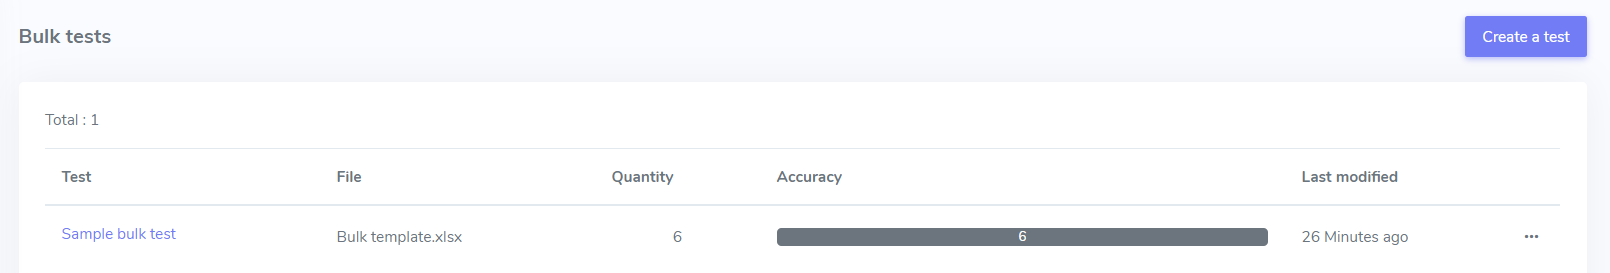 Bulk tests
Create a test
Total : 1
Test File Quantity Accuracy Last modified
Sample bulk test Bulk template.xlsx 6 6 26 Minutes ago ...